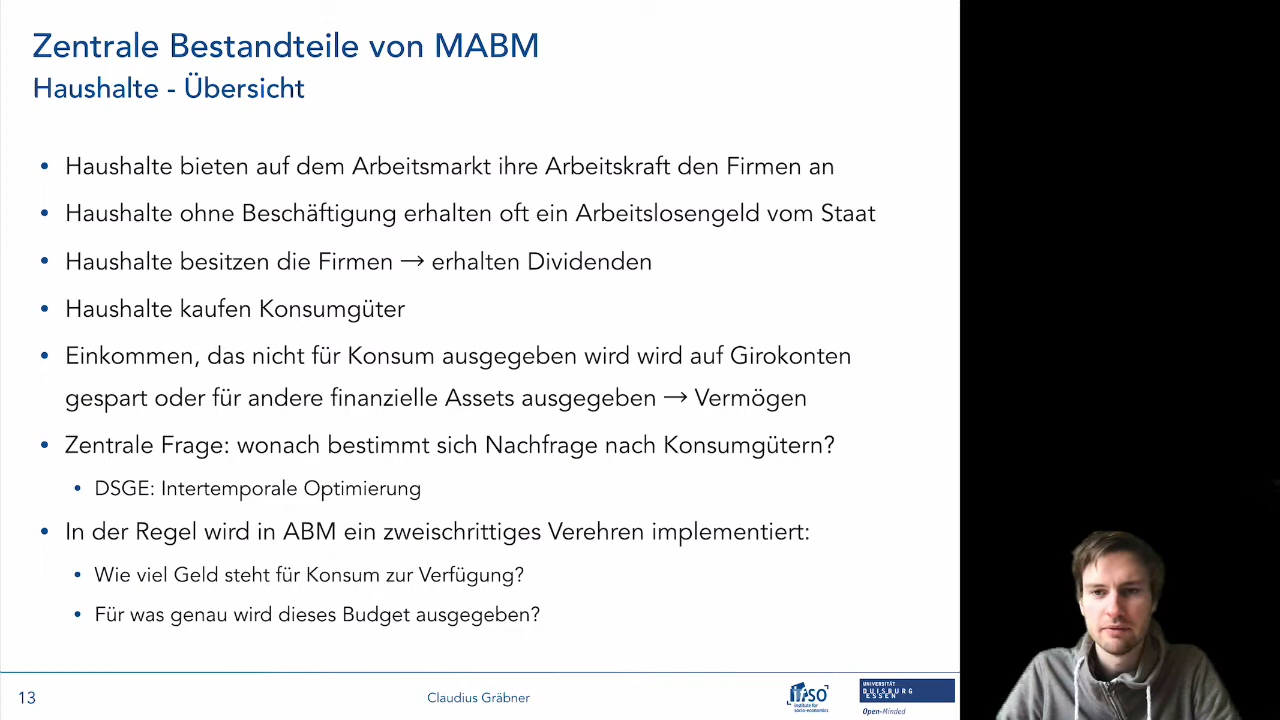 Zentrale Bestandteile von MABM
Haushalte - Übersicht
• Haushalte bieten auf dem Arbeitsmarkt ihre Arbeitskraft den Firmen an
• Haushalte ohne Beschäftigung erhalten oft ein Arbeitslosengeld vom Staat
• Haushalte besitzen die Firmen → erhalten Dividenden
• Haushalte kaufen Konsumgüter
• Einkommen, das nicht für Konsum ausgegeben wird wird auf Girokonten
gespart oder für andere finanzielle Assets ausgegeben → Vermögen
• Zentrale Frage: wonach bestimmt sich Nachfrage nach Konsumgütern?
• DSGE: Intertemporale Optimierung
• In der Regel wird in ABM ein zweischrittiges Verehren implementiert:
• Wie viel Geld steht für Konsum zur Verfügung?
• Für was genau wird dieses Budget ausgegeben?
13
Claudius Gräbner
ifso
institute for
socio-economics
UNIVERSITÄT
DUISBURG
ESSEN
Open-Minded